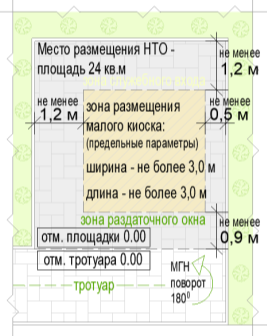 Место размещения НТО -
площадь 24 кв.м
не менее
1,2 м
не менее
1,2 м
зона размещения
малого киоска:
(предельные параметры)
ширина - не более 3,0 м
длина - не более 3,0 м
не менее
0,5 м
зона раздаточного окна
не менее
0,9 м
отм. площадки 0.00
отм. тротуара 0.00
тротуар
МГН
поворот
180⁰